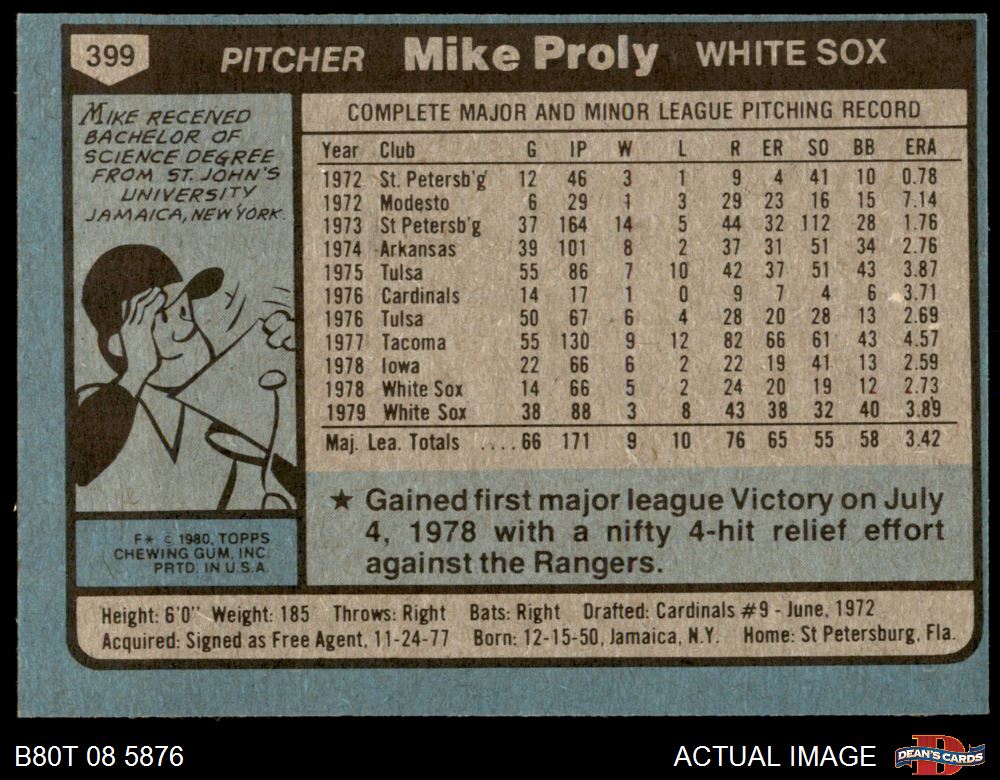 399 PITCHER Mike Proly WHITE SOX
MIKE RECEIVED
BACHELOR OF
SCIENCE DEGREE
FROM ST. JOHN'S
UNIVERSITY
JAMAICA, NEW YORK.
COMPLETE MAJOR AND MINOR LEAGUE PITCHING RECORD
Year Club G IP W L R ER SO BB ERA
1972 St. Petersb'g 12 46 3 1 9 4 41 10 0.78
1972 Modesto 6 29 1 3 29 23 16 15 7.14
1973 St Petersb'g 37 164 14 5 44 32 112 28 1.76
1974 Arkansas 39 101 8 2 37 31 51 34 2.76
1975 Tulsa 55 86 7 10 42 37 51 43 3.87
1976 Cardinals 14 17 1 0 9 7 4 6 3.71
1976 Tulsa 50 67 6 4 28 20 28 13 2.69
1977 Tacoma 55 130 9 12 82 66 61 43 4.57
1978 Iowa 22 66 6 2 22 19 41 13 2.59
1978 White Sox 14 66 5 2 24 20 19 12 2.73
1979 White Sox 38 88 3 8 43 38 32 40 3.89
Maj. Lea. Totals ....66 171 9 10 76 65 55 58 3.42
★ Gained first major league Victory on July
4, 1978 with a nifty 4-hit relief effort
against the Rangers.
F* © 1980, TOPPS
CHEWING GUM, INC.
PRTD. IN U.S.A.
Height: 6'0" Weight: 185 Throws: Right Bats: Right Drafted: Cardinals #9 - June, 1972
Acquired: Signed as Free Agent, 11-24-77 Born: 12-15-50, Jamaica, N.Y. Home: St Petersburg, Fla.
B80T 08 5876 ACTUAL IMAGE DEAN'S CARDS